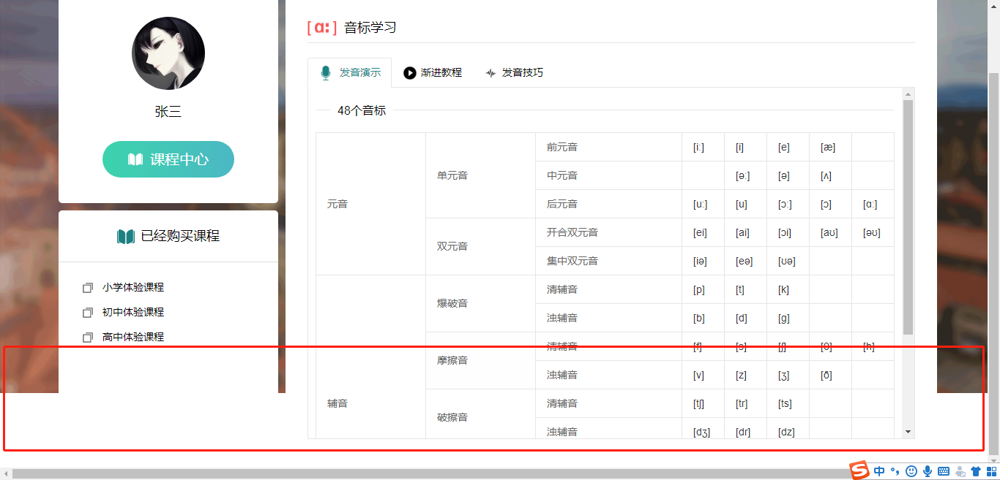 [ɑː] 音标学习
张三
课程中心
已经购买课程
小学体验课程
初中体验课程
高中体验课程
发音演示 渐进教程 发音技巧
48个音标
元音 单元音 前元音 [iː] [i] [e] [æ]
中元音 [əː] [ə] [ʌ]
后元音 [uː] [u] [ɔː] [ɔ] [ɑː]
双元音 开合双元音 [ei] [ai] [ɔi] [aʊ] [əʊ]
集中双元音 [iə] [eə] [ʊə]
辅音 爆破音 清辅音 [p] [t] [k]
浊辅音 [b] [d] [g]
摩擦音 清辅音 [f] [ʃ] [θ] [h]
浊辅音 [v] [z] [ʒ] [ð]
破擦音 清辅音 [tʃ] [tr] [ts]
浊辅音 [dʒ] [dr] [dz]
S 中